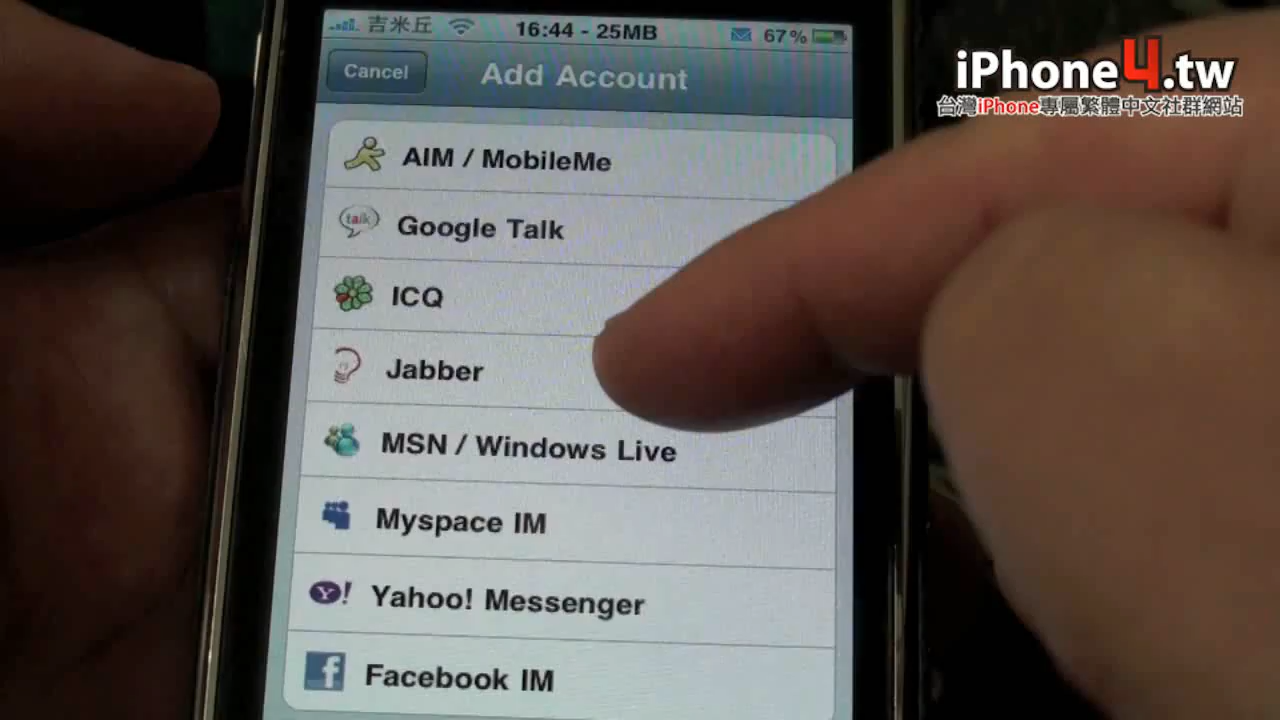 吉米丘 16:44 - 25MB 67%
iPhone4.tw
台灣iPhone專屬繁體中文社群網站
Cancel Add Account
AIM / MobileMe
talk Google Talk
ICQ
Jabber
MSN / Windows Live
Myspace IM
Y! Yahoo! Messenger
f Facebook IM